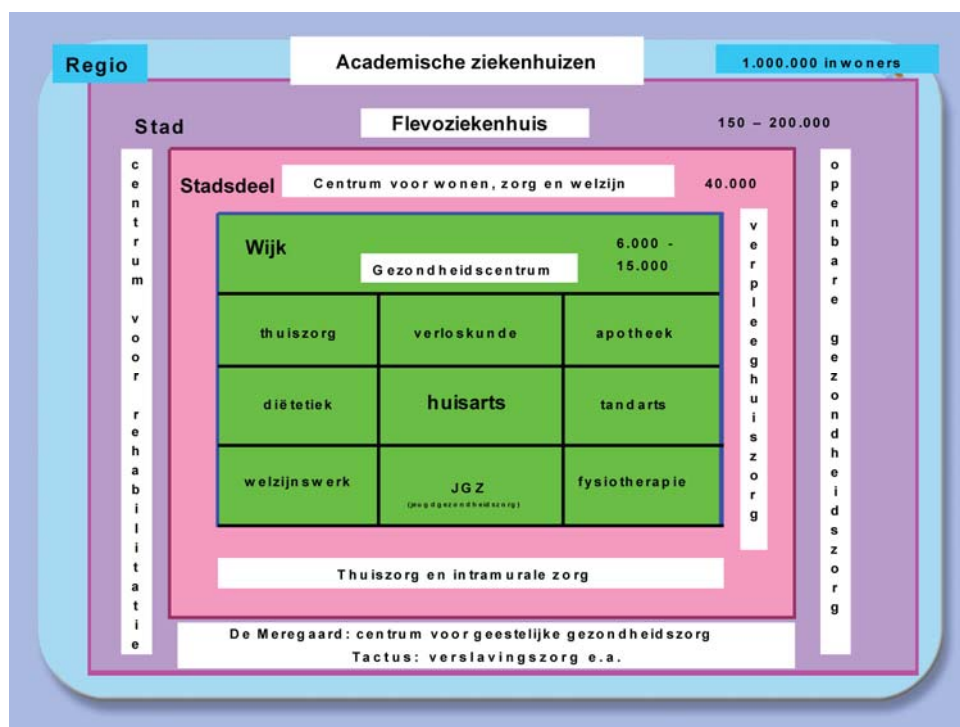 Regio
Academische ziekenhuizen
1.000.000 inwoners
Stad
Flevoziekenhuis
150 – 200.000
centrum voor rehabilitatie
openbare gezondheidszorg
Stadsdeel
Centrum voor wonen, zorg en welzijn
40.000
verpleeghuiszorg
Wijk
6.000 -
15.000
Gezondheidscentrum
thuiszorg
verloskunde
apotheek
diëtetiek
huisarts
tandarts
welzijnswerk
JGZ
(jeugdgezondheidszorg)
fysiotherapie
Thuiszorg en intramurale zorg
De Meregaard: centrum voor geestelijke gezondheidszorg
Tactus: verslavingszorg e.a.